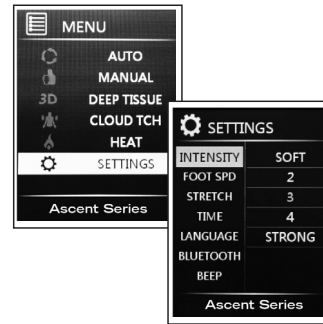 MENU
AUTO
MANUAL
3D DEEP TISSUE
CLOUD TCH
HEAT
SETTINGS
Ascent Series
SETTINGS
INTENSITY SOFT
FOOT SPD 2
STRETCH 3
TIME 4
LANGUAGE STRONG
BLUETOOTH
BEEP
Ascent Series